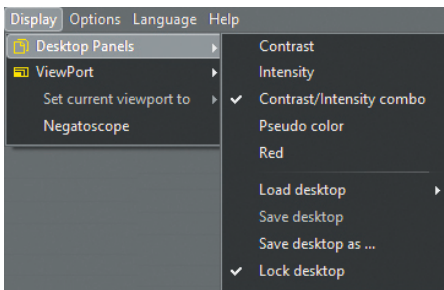 Display Options Language Help
Desktop Panels
ViewPort
Set current viewport to
Negatoscope
Contrast
Intensity
Contrast/Intensity combo
Pseudo color
Red
Load desktop
Save desktop
Save desktop as ...
Lock desktop